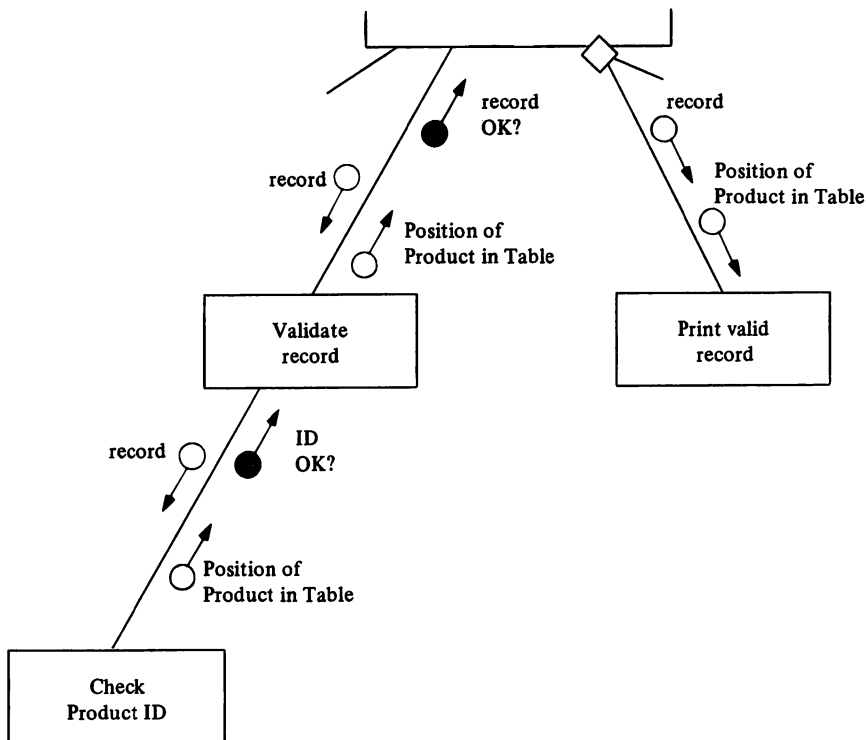 record
OK?
record
record
Position of
Product in Table
Position of
Product in Table
Validate
record
Print valid
record
record
ID
OK?
Position of
Product in Table
Check
Product ID